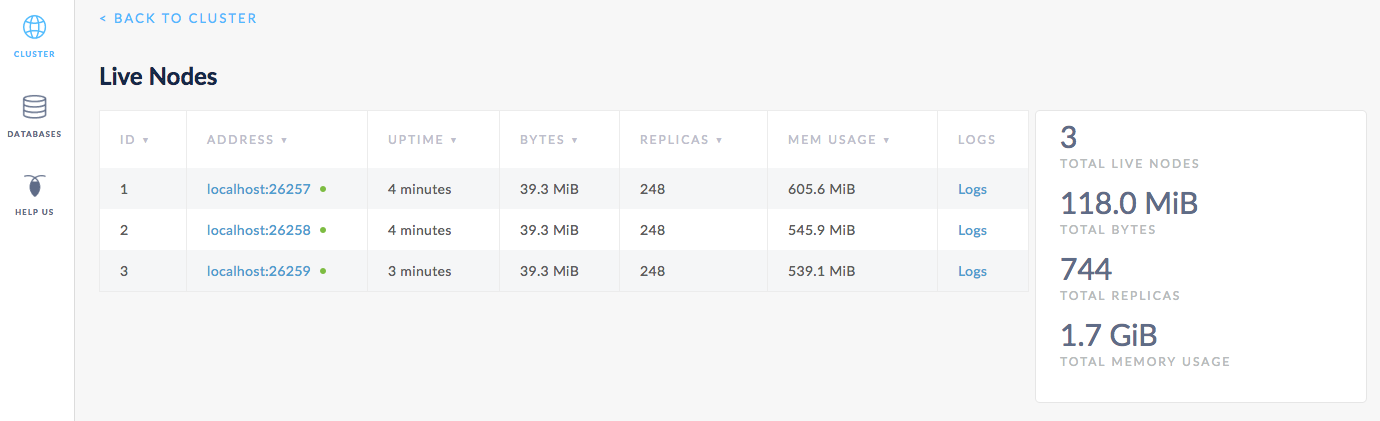 < BACK TO CLUSTER
CLUSTER
DATABASES
HELP US
Live Nodes
ID ▼ ADDRESS ▼ UPTIME ▼ BYTES ▼ REPLICAS ▼ MEM USAGE ▼ LOGS
1 localhost:26257 4 minutes 39.3 MiB 248 605.6 MiB Logs
2 localhost:26258 4 minutes 39.3 MiB 248 545.9 MiB Logs
3 localhost:26259 3 minutes 39.3 MiB 248 539.1 MiB Logs
3
TOTAL LIVE NODES
118.0 MiB
TOTAL BYTES
744
TOTAL REPLICAS
1.7 GiB
TOTAL MEMORY USAGE